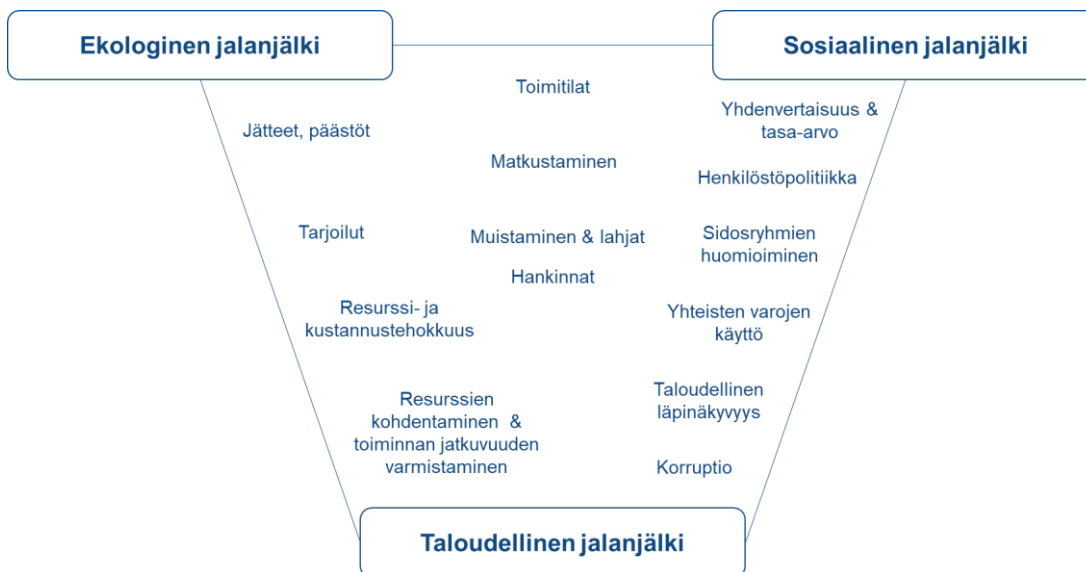 Ekologinen jalanjälki
Sosiaalinen jalanjälki
Toimitilat
Jätteet, päästöt
Yhdenvertaisuus &
tasa-arvo
Matkustaminen
Henkilöstöpolitiikka
Tarjoilut
Muistaminen & lahjat
Sidosryhmien
huomioiminen
Hankinnat
Resurssi- ja
kustannustehokkuus
Yhteisten varojen
käyttö
Resurssien
kohdentaminen &
toiminnan jatkuvuuden
varmistaminen
Taloudellinen
läpinäkyvyys
Korruptio
Taloudellinen jalanjälki